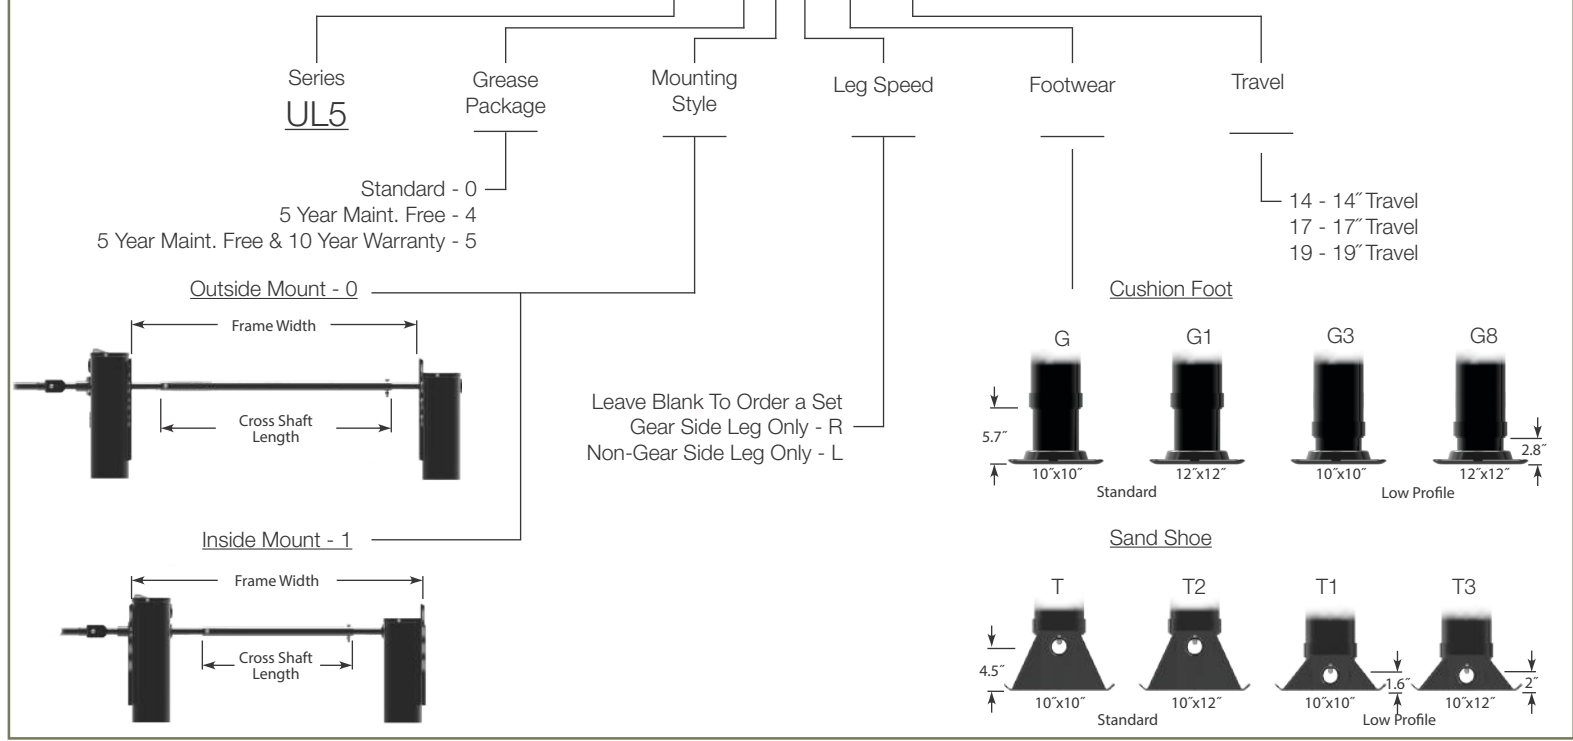 Series
UL5
Grease
Package
Mounting
Style
Leg Speed
Footwear
Travel
Standard - 0
5 Year Maint. Free - 4
5 Year Maint. Free & 10 Year Warranty - 5
14 - 14˝ Travel
17 - 17˝ Travel
19 - 19˝ Travel
Outside Mount - 0
Frame Width
Cross Shaft
Length
Leave Blank To Order a Set
Gear Side Leg Only - R
Non-Gear Side Leg Only - L
Inside Mount - 1
Frame Width
Cross Shaft
Length
Cushion Foot
G
G1
G3
G8
5.7˝
2.8˝
10˝x10˝
12˝x12˝
10˝x10˝
12˝x12˝
Standard
Low Profile
Sand Shoe
T
T2
T1
T3
4.5˝
1.6˝
2˝
10˝x10˝
10˝x12˝
10˝x10˝
10˝x12˝
Standard
Low Profile